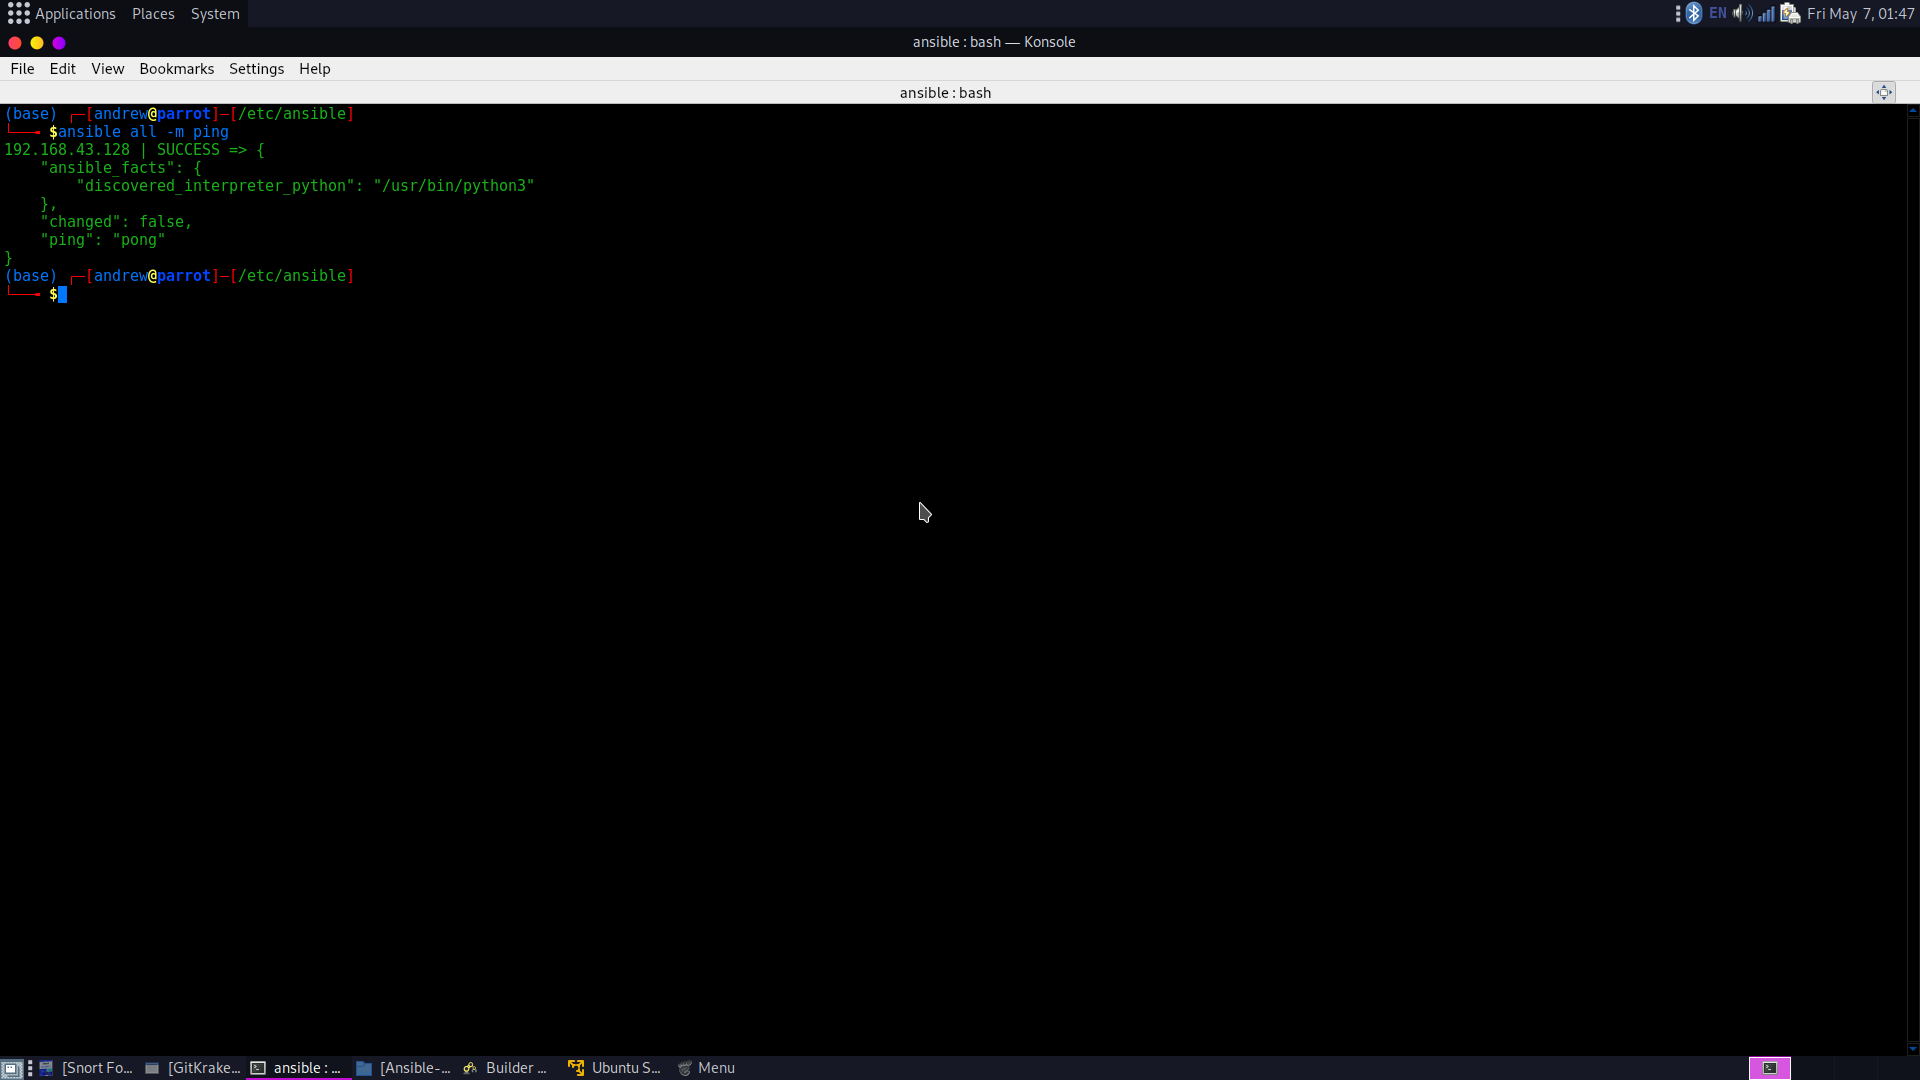 Applications Places System EN Fri May 7, 01:47
ansible : bash — Konsole
File Edit View Bookmarks Settings Help
ansible : bash
(base) ┌─[andrew@parrot]─[/etc/ansible]
└──╼ $ansible all -m ping
192.168.43.128 | SUCCESS => {
    "ansible_facts": {
        "discovered_interpreter_python": "/usr/bin/python3"
    },
    "changed": false,
    "ping": "pong"
}
(base) ┌─[andrew@parrot]─[/etc/ansible]
└──╼ $
[Snort Fo... [GitKrake... ansible : ... [Ansible-... Builder ... Ubuntu S... Menu